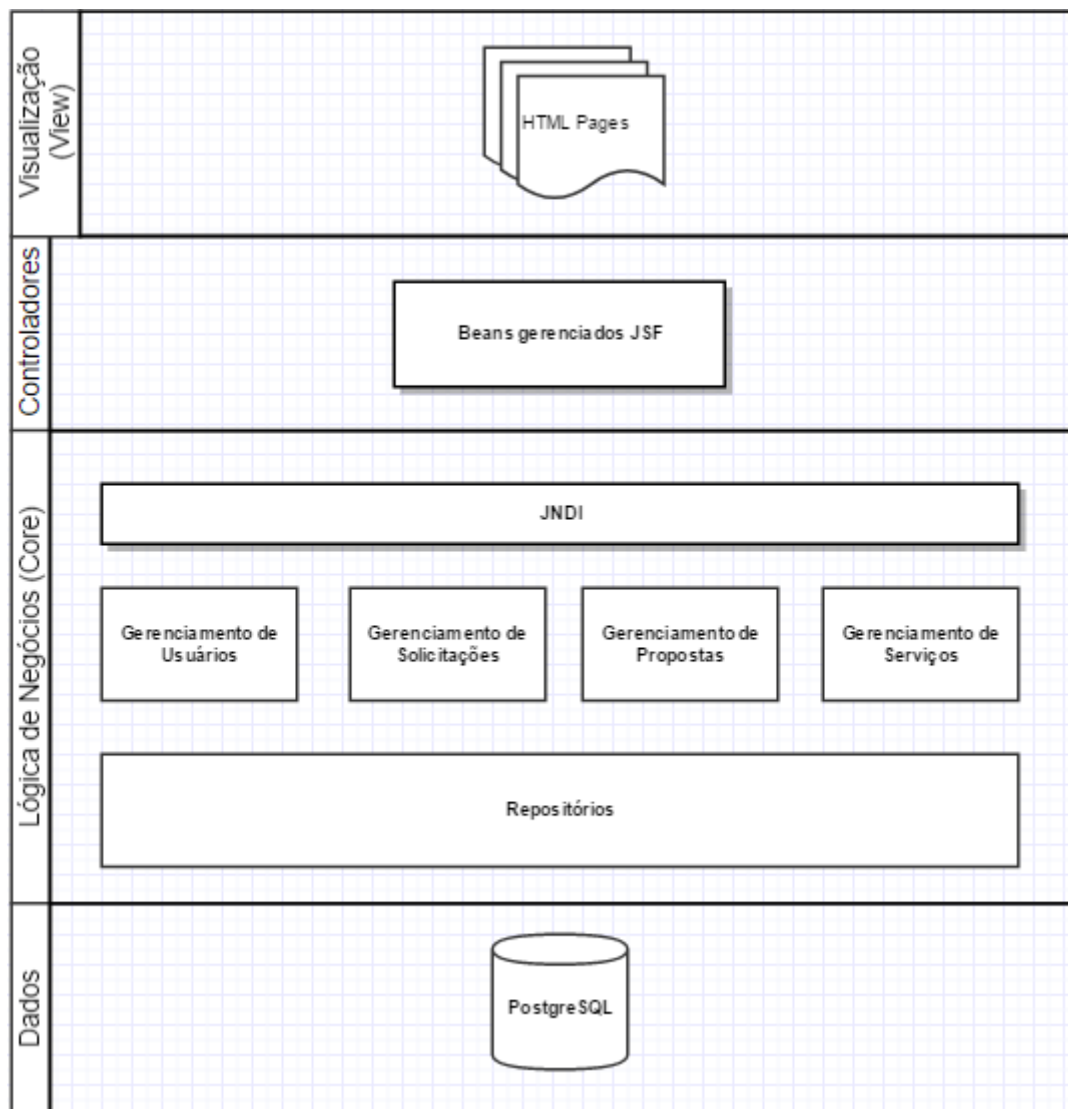 Visualização
(View)
HTML Pages
Controladores
Beans gerenciados JSF
Lógica de Negócios (Core)
JNDI
Gerenciamento de
Usuários
Gerenciamento de
Solicitações
Gerenciamento de
Propostas
Gerenciamento de
Serviços
Repositórios
Dados
PostgreSQL